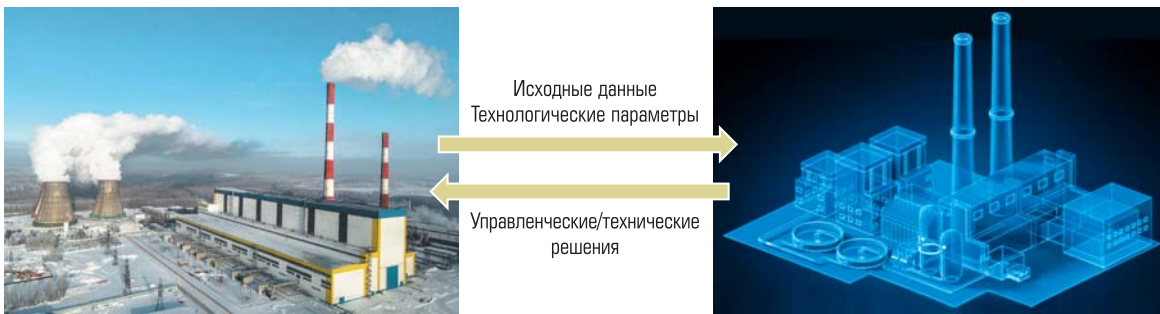 Исходные данные
Технологические параметры
Управленческие/технические
решения